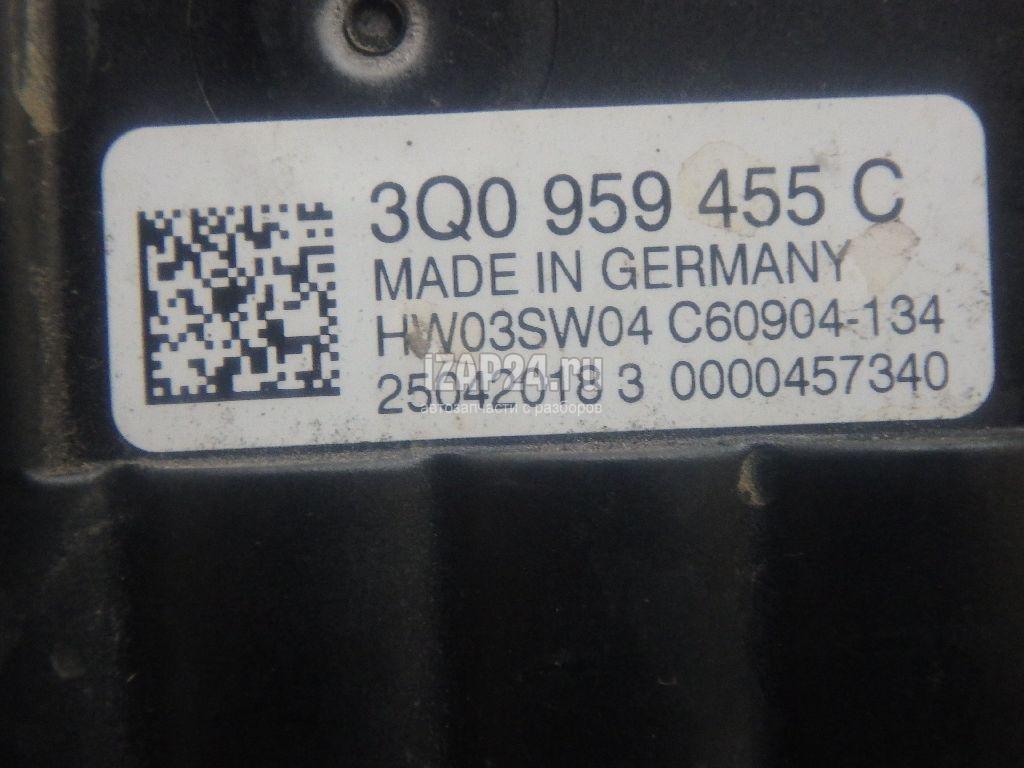 3Q0 959 455 C
MADE IN GERMANY
HW03SW04 C60904-134
25042018 3 0000457340
IZAP24.ru
автозапчасти с разборов